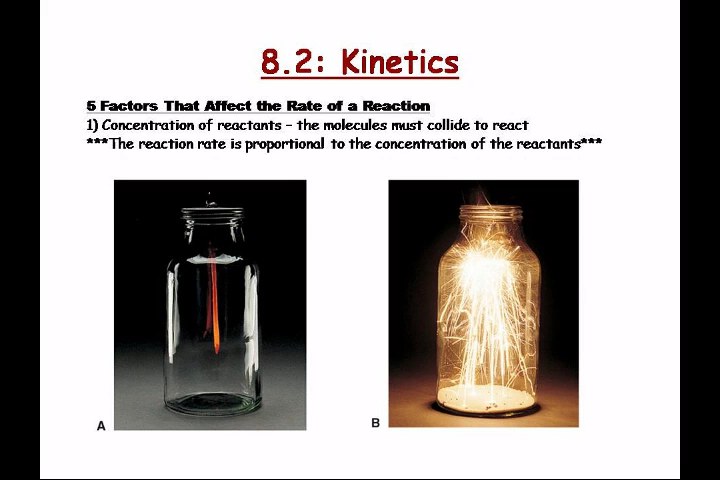 8.2: Kinetics
5 Factors That Affect the Rate of a Reaction
1) Concentration of reactants – the molecules must collide to react
***The reaction rate is proportional to the concentration of the reactants***
A
B